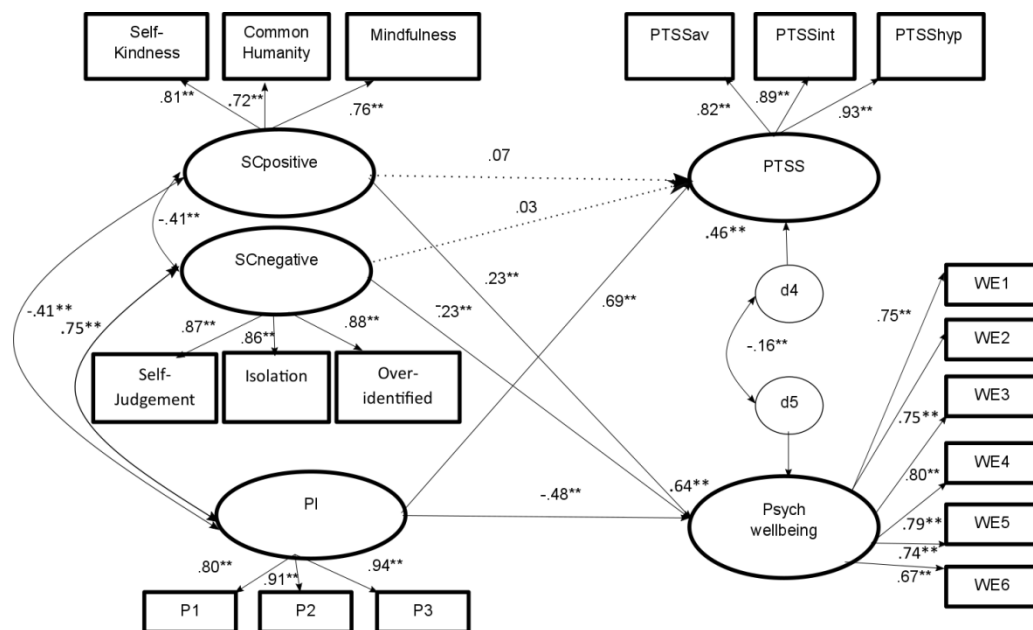 Self-
Kindness
Common
Humanity
Mindfulness
PTSSav
PTSSint
PTSShyp
.81**
.72**
.76**
.82**
.89**
.93**
SCpositive
.07
PTSS
-.41**
.03
.46**
SCnegative
.23**
.69**
d4
WE1
-.41**
.75**
.87**
.86**
.88**
-.23**
.75**
-.16**
WE2
Self-
Judgement
Isolation
Over-
identified
d5
WE3
.75**
WE4
.80**
PI
-.48**
.64**
Psych
wellbeing
.79**
WE5
.74**
.67**
WE6
.80**
.91**
.94**
P1
P2
P3